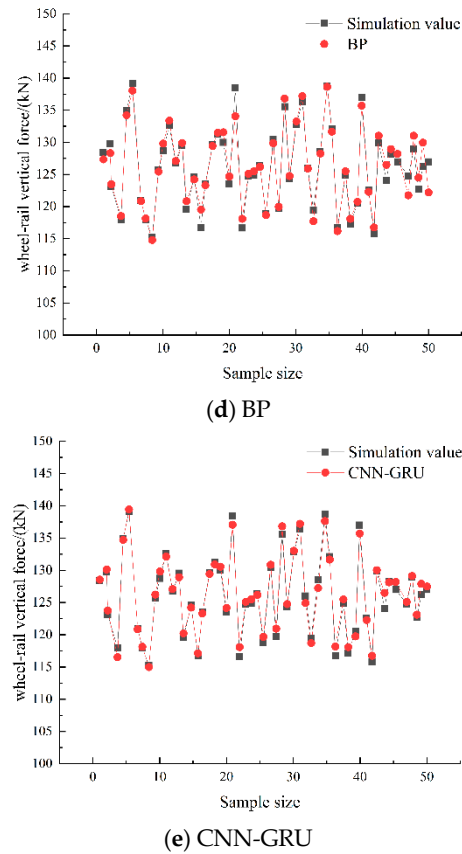 Simulation value
BP
150
145
140
135
130
125
120
115
110
105
100
wheel-rail vertical force/(kN)
0 10 20 30 40 50
Sample size
(d) BP
Simulation value
CNN-GRU
150
145
140
135
130
125
120
115
110
105
100
wheel-rail vertical force/(kN)
0 10 20 30 40 50
Sample size
(e) CNN-GRU